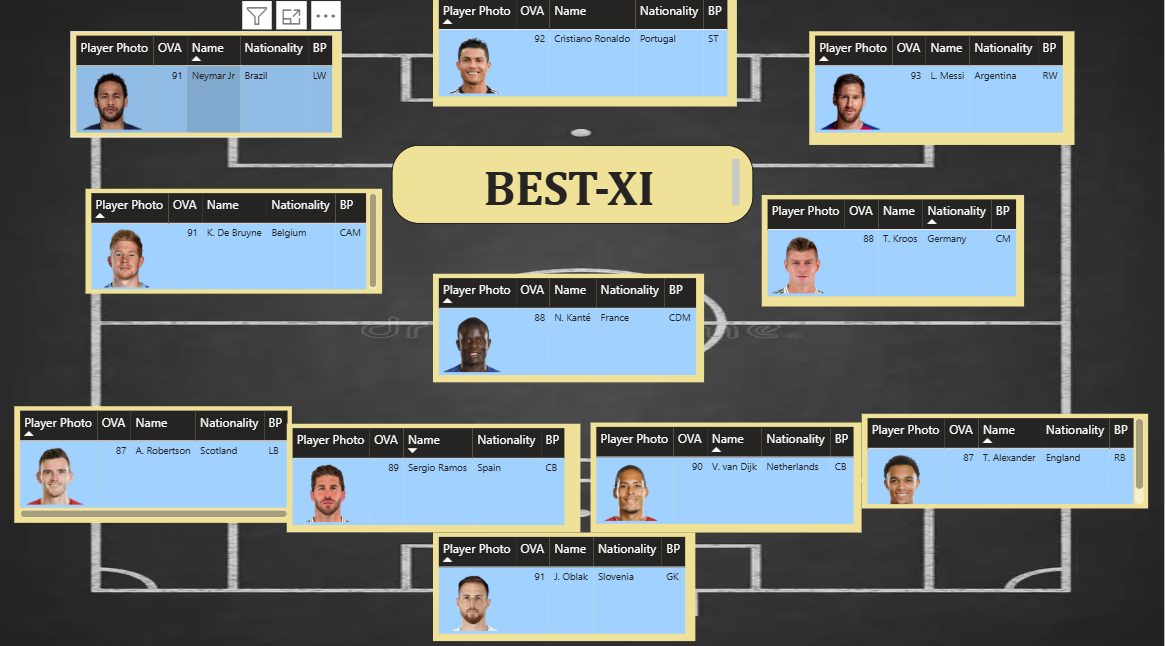 Player Photo OVA Name Nationality BP
92 Cristiano Ronaldo Portugal ST
Player Photo OVA Name Nationality BP
91 Neymar Jr Brazil LW
Player Photo OVA Name Nationality BP
93 L. Messi Argentina RW
BEST-XI
Player Photo OVA Name Nationality BP
91 K. De Bruyne Belgium CAM
Player Photo OVA Name Nationality BP
88 T. Kroos Germany CM
Player Photo OVA Name Nationality BP
88 N. Kanté France CDM
Player Photo OVA Name Nationality BP
87 A. Robertson Scotland LB
Player Photo OVA Name Nationality BP
89 Sergio Ramos Spain CB
Player Photo OVA Name Nationality BP
90 V. van Dijk Netherlands CB
Player Photo OVA Name Nationality BP
87 T. Alexander England RB
Player Photo OVA Name Nationality BP
91 J. Oblak Slovenia GK